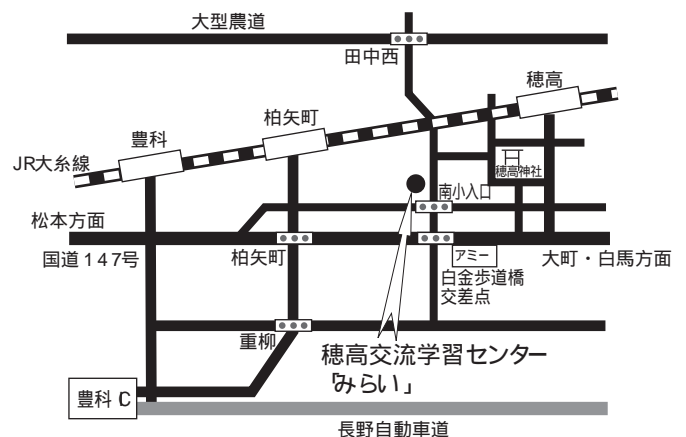 大型農道
田中西
穂高
柏矢町
豊科
JR大糸線
穂高神社
南小入口
松本方面
国道147号
柏矢町
アミー
大町・白馬方面
白金歩道橋
交差点
重柳
穂高交流学習センター
「みらい」
豊科IC
長野自動車道